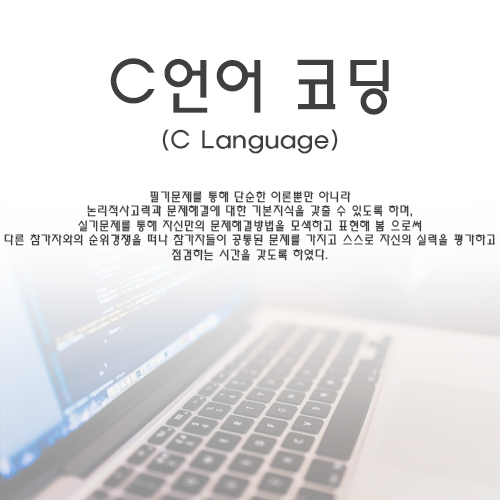 C언어 코딩
(C Language)
필기문제를 통해 단순한 이론뿐만 아니라
논리적사고력과 문제해결에 대한 기본지식을 갖출 수 있도록 하며,
실기문제를 통해 자신만의 문제해결방법을 모색하고 표현해 봄 으로써
다른 참가자와의 순위경쟁을 떠나 참가자들이 공통된 문제를 가지고 스스로 자신의 실력을 평가하고
점검하는 시간을 갖도록 하였다.